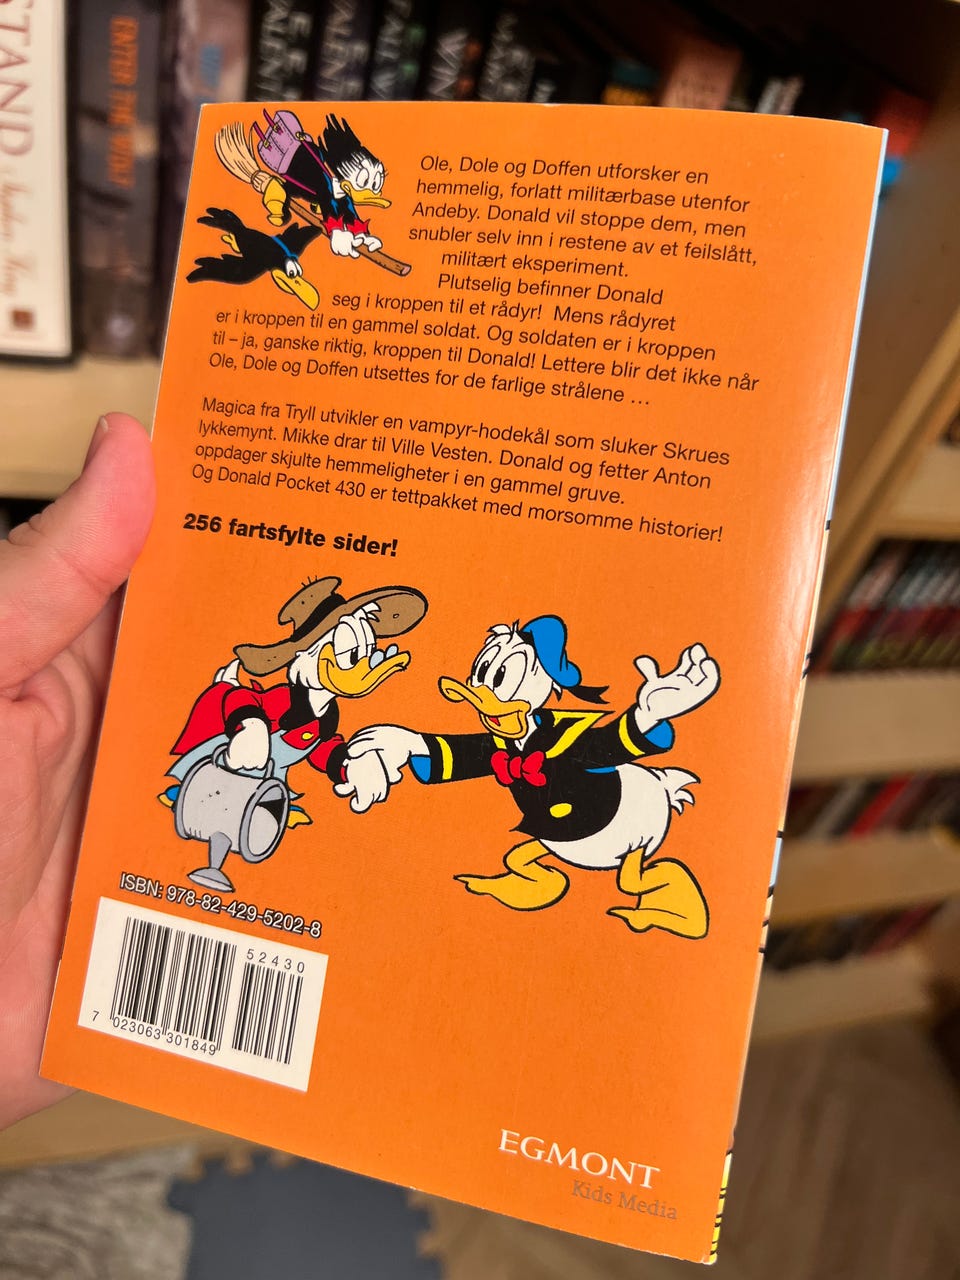 STAND
Stephen King
ENTER THE WOLF
Ole, Dole og Doffen utforsker en
hemmelig, forlatt militærbase utenfor
Andeby. Donald vil stoppe dem, men
snubler selv inn i restene av et feilslått,
militært eksperiment.
Plutselig befinner Donald
seg i kroppen til et rådyr! Mens rådyret
er i kroppen til en gammel soldat. Og soldaten er i kroppen
til – ja, ganske riktig, kroppen til Donald! Lettere blir det ikke når
Ole, Dole og Doffen utsettes for de farlige strålene ...
Magica fra Tryll utvikler en vampyr-hodekål som sluker Skrues
lykkemynt. Mikke drar til Ville Vesten. Donald og fetter Anton
oppdager skjulte hemmeligheter i en gammel gruve.
Og Donald Pocket 430 er tettpakket med morsomme historier!
256 fartsfylte sider!
ISBN: 978-82-429-5202-8
52430
7 023063 301849
EGMONT
Kids Media